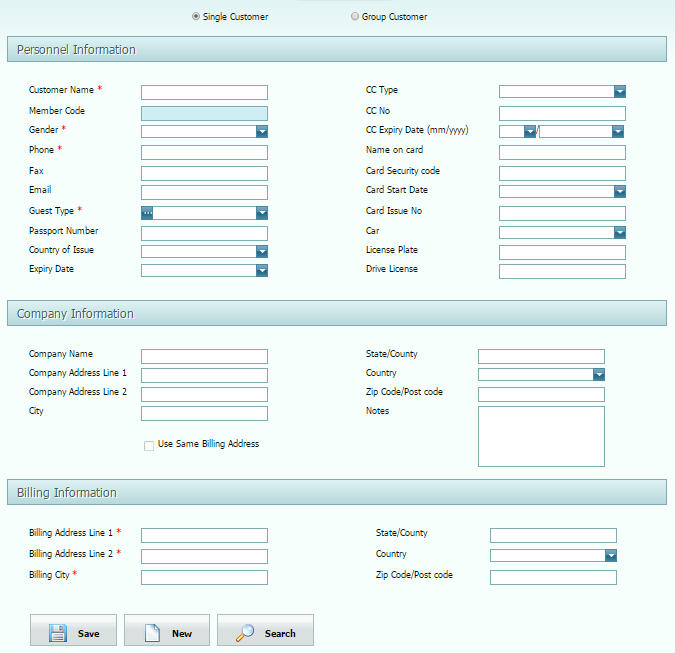 Single Customer Group Customer
Personnel Information
Customer Name * CC Type
Member Code CC No
Gender * CC Expiry Date (mm/yyyy) /
Phone * Name on card
Fax Card Security code
Email Card Start Date
Guest Type * ... Card Issue No
Passport Number Car
Country of Issue License Plate
Expiry Date Drive License
Company Information
Company Name State/County
Company Address Line 1 Country
Company Address Line 2 Zip Code/Post code
City Notes
Use Same Billing Address
Billing Information
Billing Address Line 1 * State/County
Billing Address Line 2 * Country
Billing City * Zip Code/Post code
Save New Search